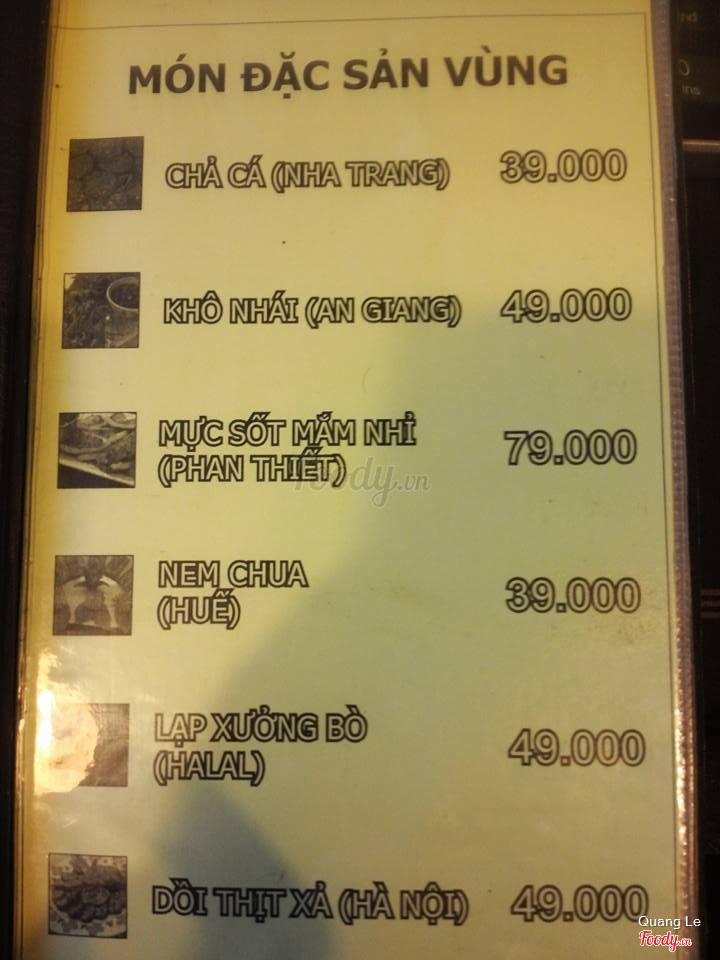 MÓN ĐẶC SẢN VÙNG
CHẢ CÁ (NHA TRANG) 39.000
KHÔ NHÁI (AN GIANG) 49.000
MỰC SỐT MẮM NHỈ
(PHAN THIẾT) 79.000
NEM CHUA
(HUẾ) 39.000
LẠP XƯỞNG BÒ
(HALAL) 49.000
DỒI THỊT XẢ (HÀ NỘI) 49.000
foody.vn
Quang Le
Foody.vn